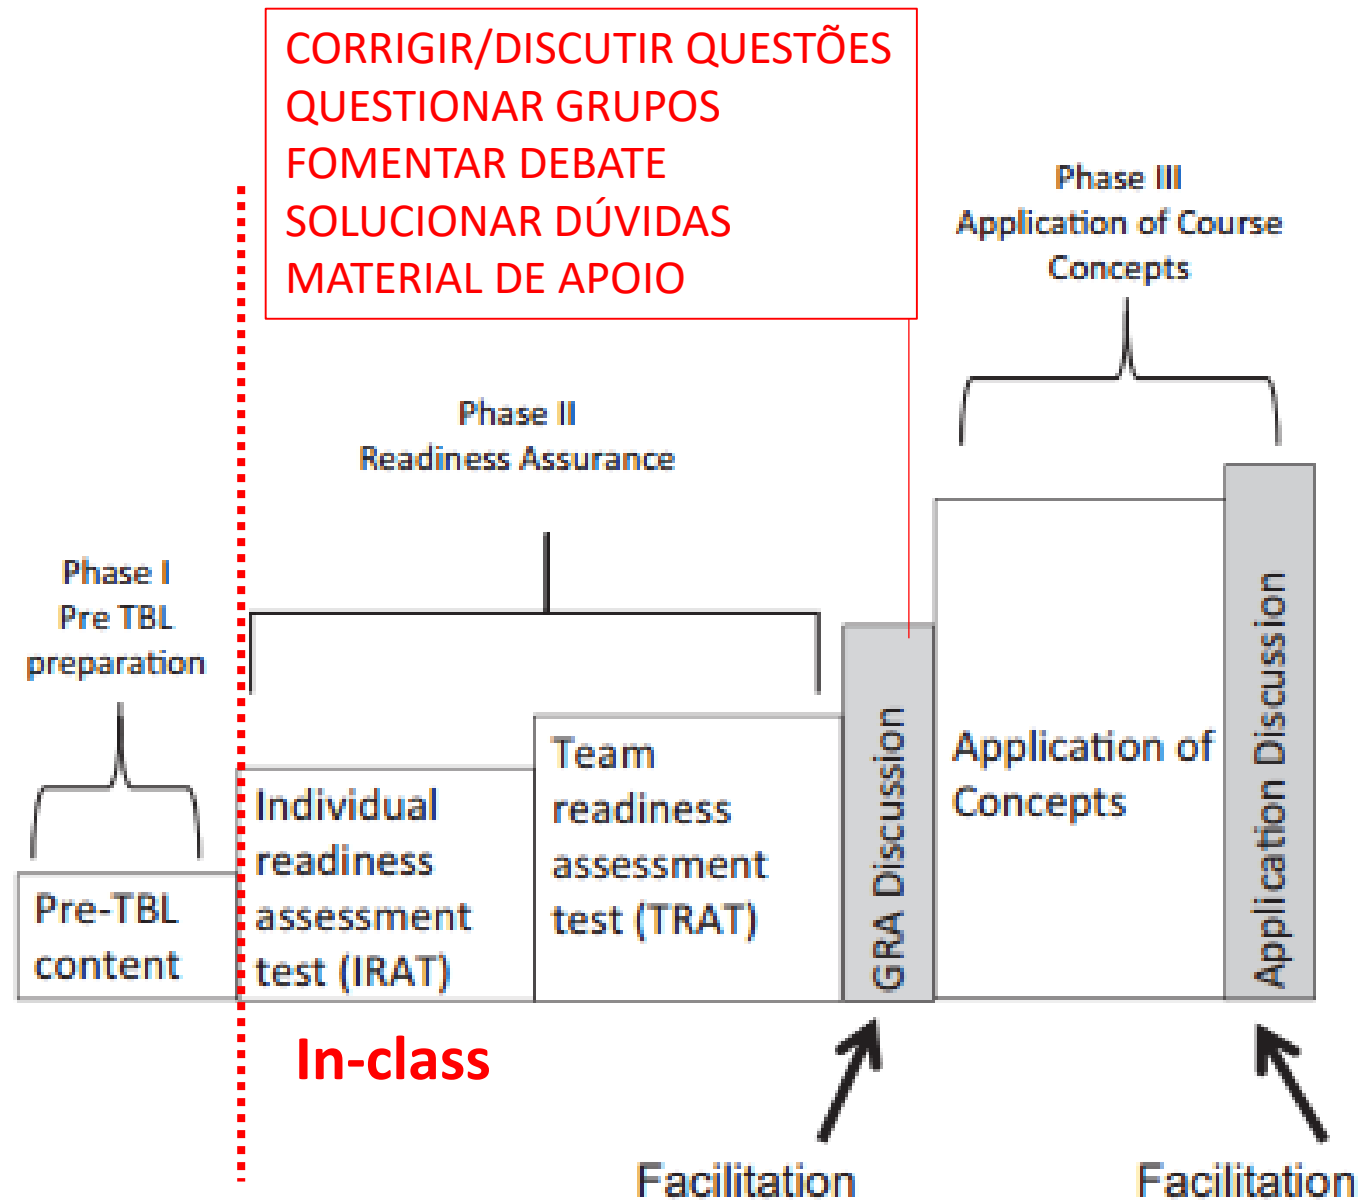 CORRIGIR/DISCUTIR QUESTÕES
QUESTIONAR GRUPOS
FOMENTAR DEBATE
SOLUCIONAR DÚVIDAS
MATERIAL DE APOIO
Phase III
Application of Course
Concepts
Phase II
Readiness Assurance
Phase I
Pre TBL
preparation
Pre-TBL
content
Individual
readiness
assessment
test (IRAT)
Team
readiness
assessment
test (TRAT)
GRA Discussion
Application of
Concepts
Application Discussion
In-class
Facilitation
Facilitation